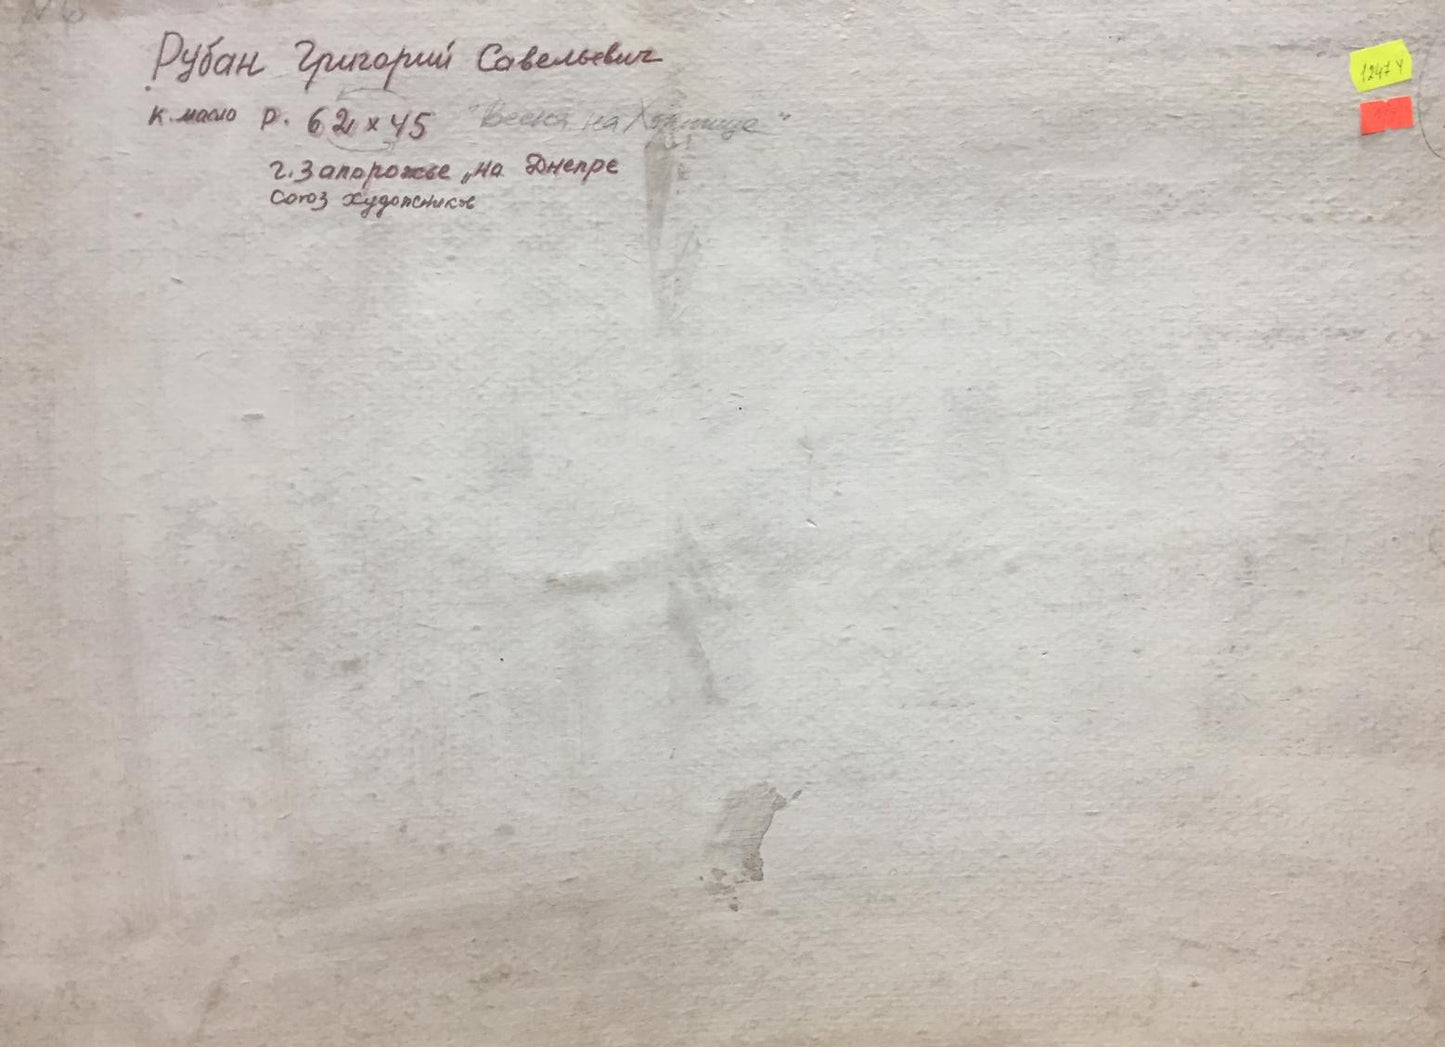 Рубан Григорий Савельевич
к. масло р. 62 х 45 "Весна на Хортице"
г. Запорожье „на Днепре
союз художников
1247 Ч